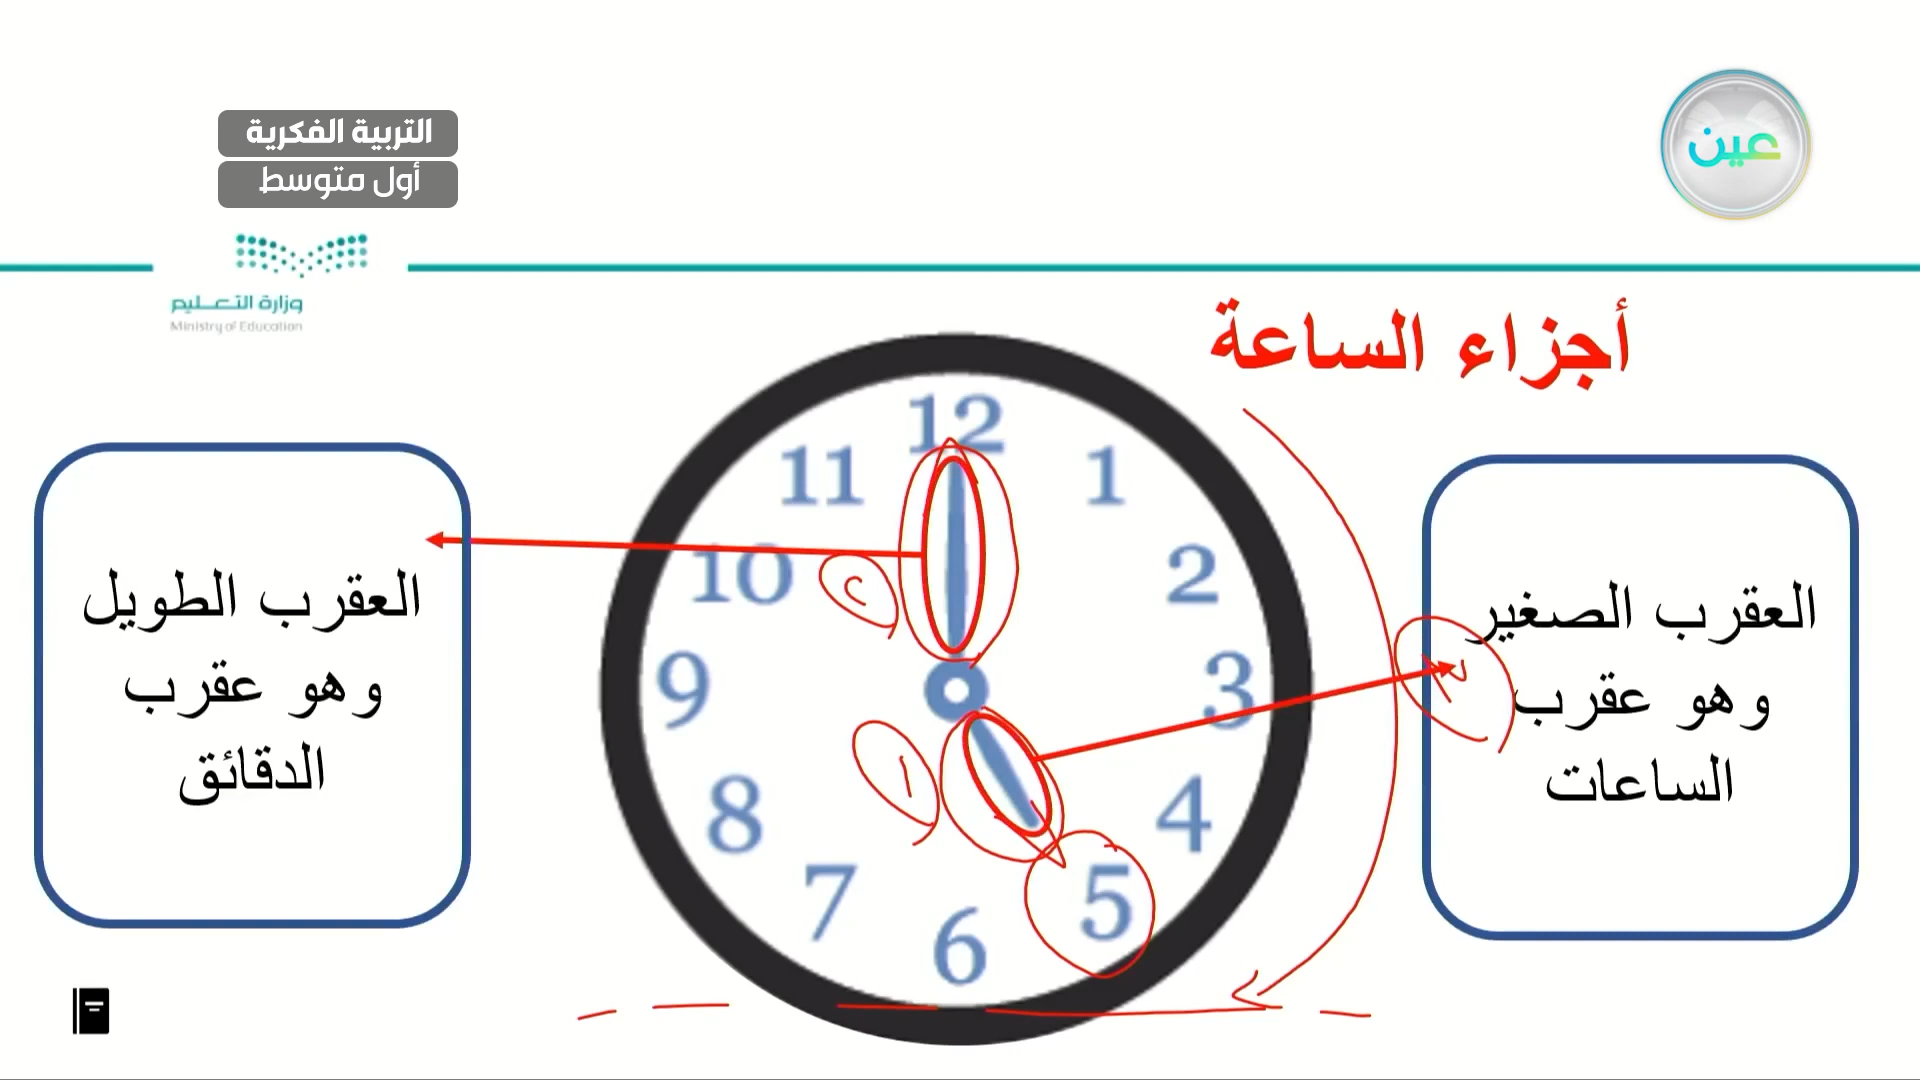 التربية الفكرية
أول متوسط
عين
وزارة التعليم
Ministry of Education
أجزاء الساعة
العقرب الصغير
وهو عقرب
الساعات
العقرب الطويل
وهو عقرب
الدقائق
12
1
2
3
4
5
6
7
8
9
10
11
١